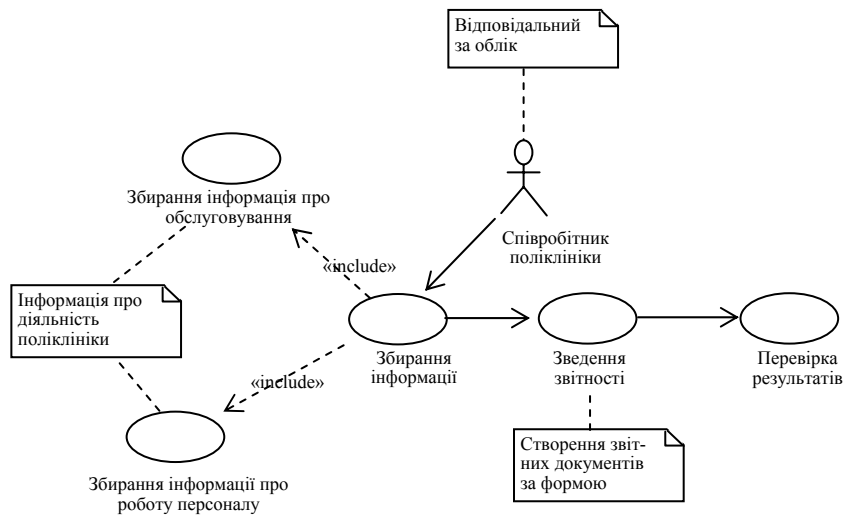 Відповідальний
за облік
Збирання інформація про
обслуговування
Співробітник
поліклініки
«include»
Інформація про
діяльність
поліклініки
Збирання
інформації
Зведення
звітності
Перевірка
результатів
«include»
Створення звіт-
них документів
за формою
Збирання інформації про
роботу персоналу